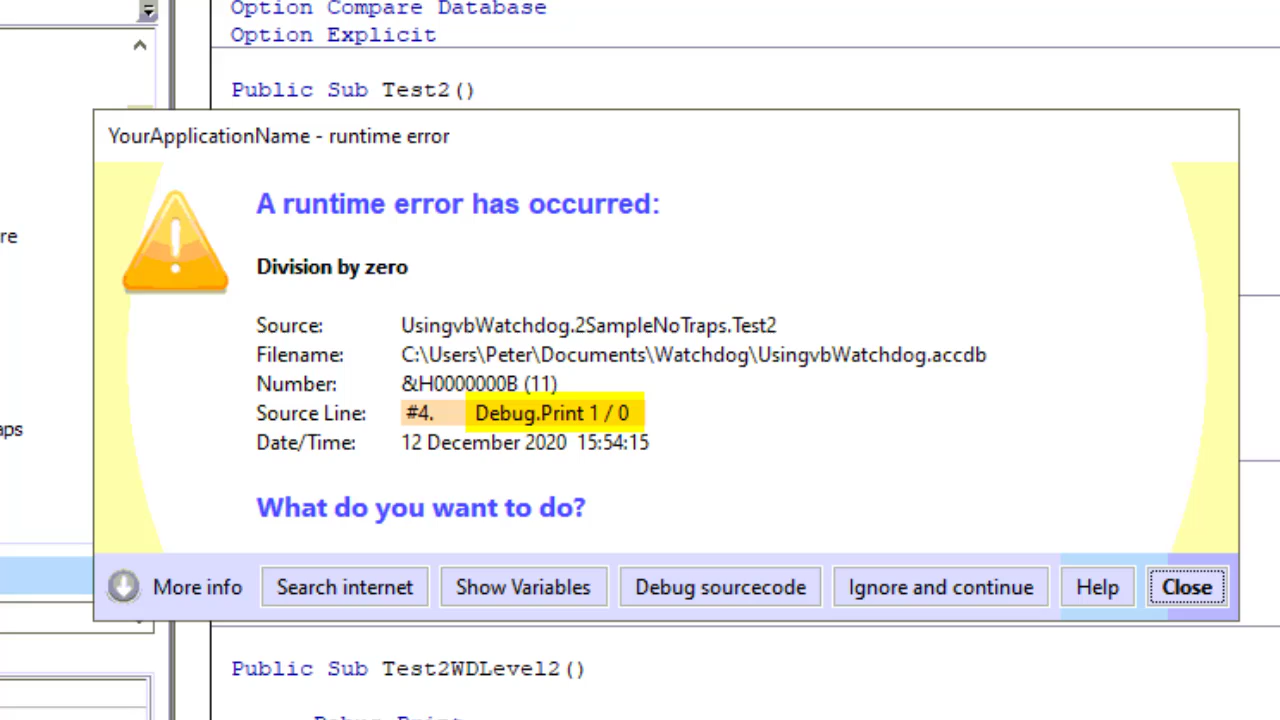 Option Compare Database
Option Explicit
Public Sub Test2()
YourApplicationName - runtime error
A runtime error has occurred:
Division by zero
Source: UsingvbWatchdog.2SampleNoTraps.Test2
Filename: C:\Users\Peter\Documents\Watchdog\UsingvbWatchdog.accdb
Number: &H0000000B (11)
Source Line: #4. Debug.Print 1 / 0
Date/Time: 12 December 2020 15:54:15
What do you want to do?
More info Search internet Show Variables Debug sourcecode Ignore and continue Help Close
Public Sub Test2WDLevel2()
Debug.Print